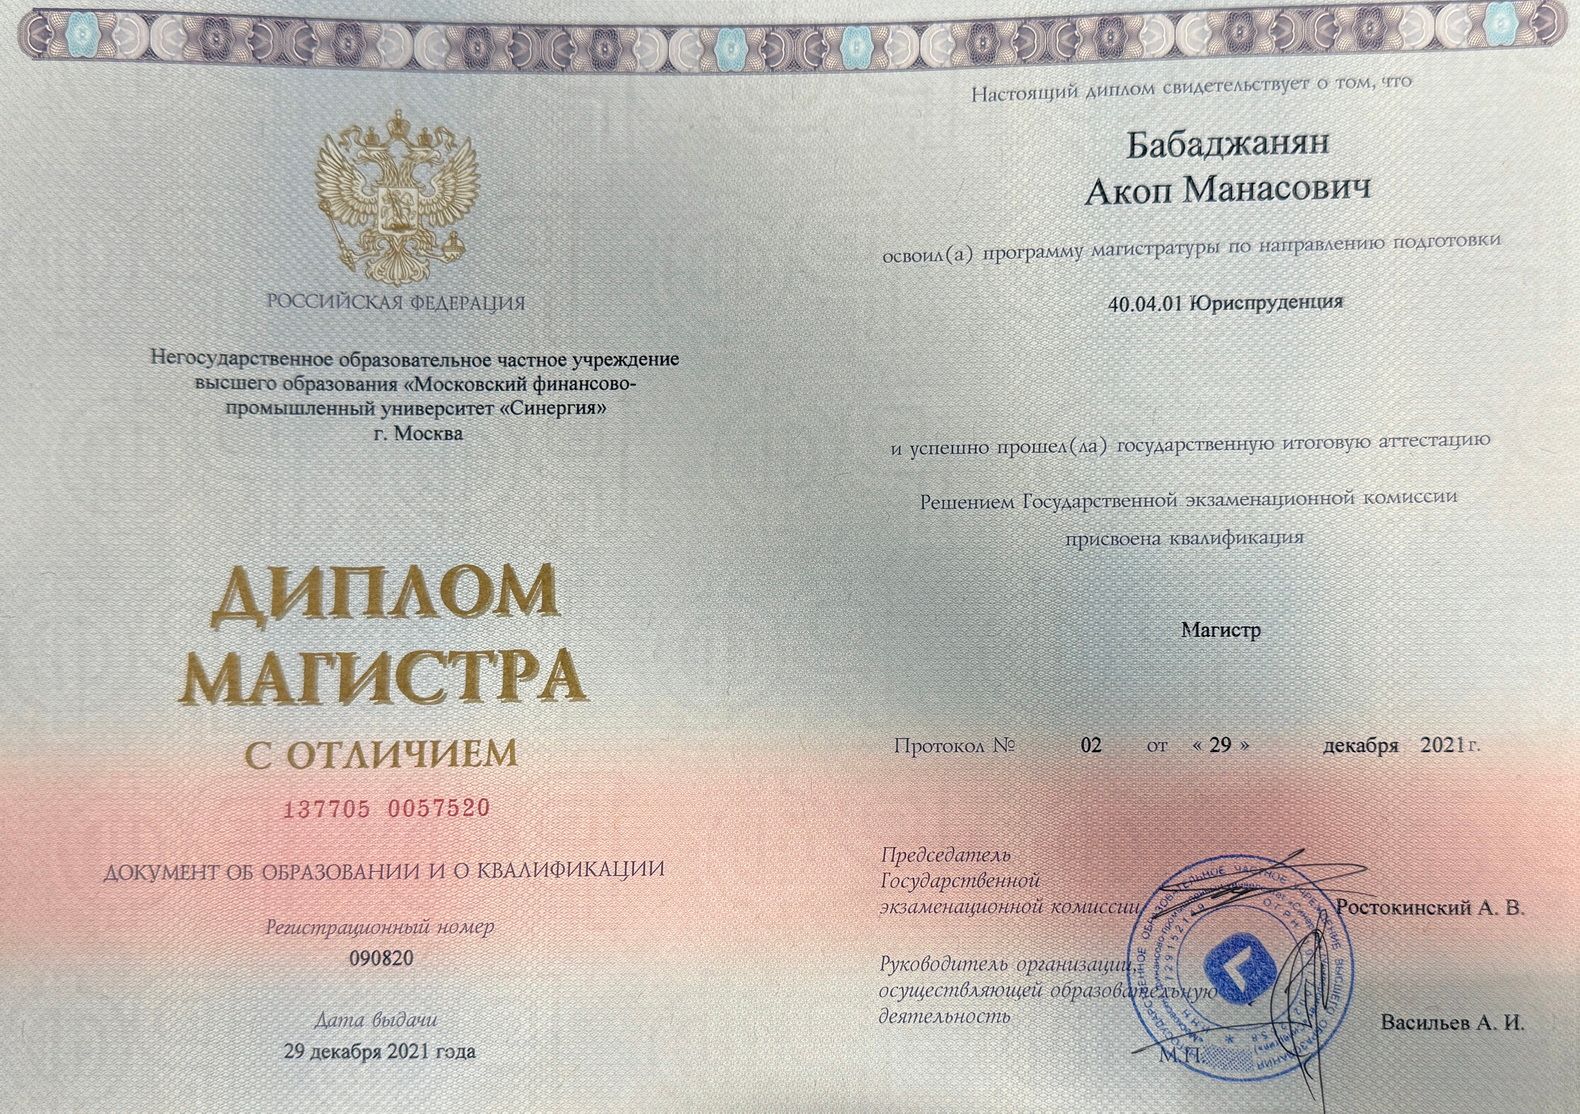 РОССИЙСКАЯ ФЕДЕРАЦИЯ
Негосударственное образовательное частное учреждение
высшего образования «Московский финансово-
промышленный университет «Синергия»
г. Москва
ДИПЛОМ
МАГИСТРА
С ОТЛИЧИЕМ
137705 0057520
ДОКУМЕНТ ОБ ОБРАЗОВАНИИ И О КВАЛИФИКАЦИИ
Регистрационный номер
090820
Дата выдачи
29 декабря 2021 года
Настоящий диплом свидетельствует о том, что
Бабаджанян
Акоп Манасович
освоил(а) программу магистратуры по направлению подготовки
40.04.01 Юриспруденция
и успешно прошел(ла) государственную итоговую аттестацию
Решением Государственной экзаменационной комиссии
присвоена квалификация
Магистр
Протокол № 02 от « 29 » декабря 2021 г.
Председатель
Государственной
экзаменационной комиссии
Ростокинский А. В.
Руководитель организации,
осуществляющей образовательную
деятельность
Васильев А. И.
М.П.